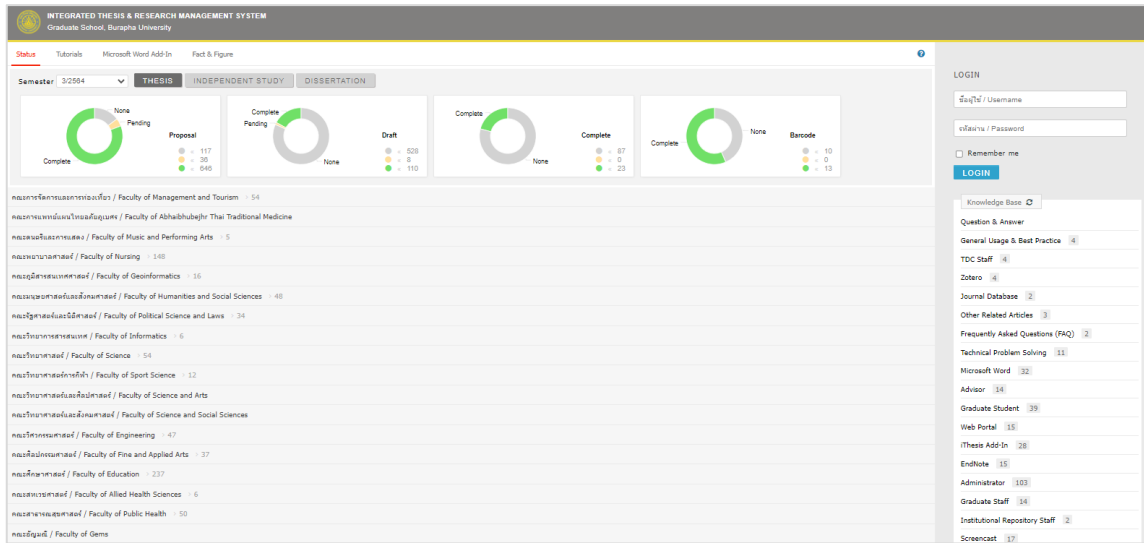 INTEGRATED THESIS & RESEARCH MANAGEMENT SYSTEM
Graduate School, Burapha University
Status Tutorials Microsoft Word Add-In Fact & Figure
Semester 3/2564 THESIS INDEPENDENT STUDY DISSERTATION
None
Pending
Complete
Proposal
117
36
646
Complete
Pending
None
Draft
528
8
110
Complete
None
Complete
87
0
23
Complete
None
Barcode
10
0
13
คณะการจัดการและการท่องเที่ยว / Faculty of Management and Tourism 54
คณะการแพทย์แผนไทยอภัยภูเบศร / Faculty of Abhaibhubejhr Thai Traditional Medicine
คณะดนตรีและการแสดง / Faculty of Music and Performing Arts 5
คณะพยาบาลศาสตร์ / Faculty of Nursing 148
คณะภูมิสารสนเทศศาสตร์ / Faculty of Geoinformatics 16
คณะมนุษยศาสตร์และสังคมศาสตร์ / Faculty of Humanities and Social Sciences 48
คณะรัฐศาสตร์และนิติศาสตร์ / Faculty of Political Science and Laws 34
คณะวิทยาการสารสนเทศ / Faculty of Informatics 6
คณะวิทยาศาสตร์ / Faculty of Science 54
คณะวิทยาศาสตร์การกีฬา / Faculty of Sport Science 12
คณะวิทยาศาสตร์และศิลปศาสตร์ / Faculty of Science and Arts
คณะวิทยาศาสตร์และสังคมศาสตร์ / Faculty of Science and Social Sciences
คณะวิศวกรรมศาสตร์ / Faculty of Engineering 47
คณะศิลปกรรมศาสตร์ / Faculty of Fine and Applied Arts 37
คณะศึกษาศาสตร์ / Faculty of Education 237
คณะสหเวชศาสตร์ / Faculty of Allied Health Sciences 6
คณะสาธารณสุขศาสตร์ / Faculty of Public Health 50
คณะอัญมณี / Faculty of Gems
LOGIN
ชื่อผู้ใช้ / Username
รหัสผ่าน / Password
Remember me
LOGIN
Knowledge Base
Question & Answer
General Usage & Best Practice 4
TDC Staff 4
Zotero 4
Journal Database 2
Other Related Articles 3
Frequently Asked Questions (FAQ) 2
Technical Problem Solving 11
Microsoft Word 32
Advisor 14
Graduate Student 39
Web Portal 15
iThesis Add-In 28
EndNote 15
Administrator 103
Graduate Staff 14
Institutional Repository Staff 2
Screencast 17